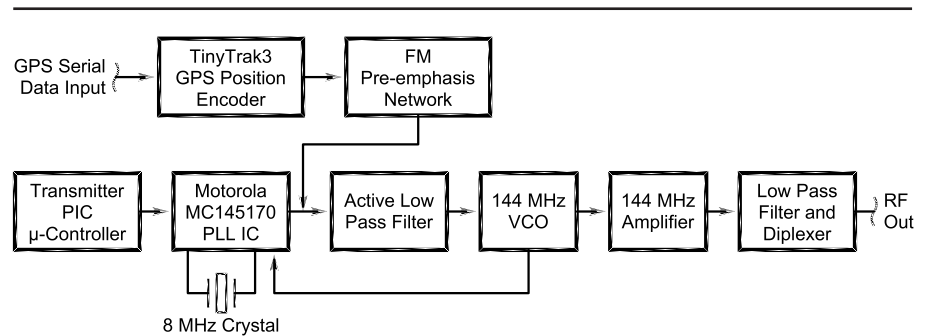 GPS Serial
Data Input
TinyTrak3
GPS Position
Encoder
FM
Pre-emphasis
Network
Transmitter
PIC
µ-Controller
Motorola
MC145170
PLL IC
Active Low
Pass Filter
144 MHz
VCO
144 MHz
Amplifier
Low Pass
Filter and
Diplexer
RF
Out
8 MHz Crystal